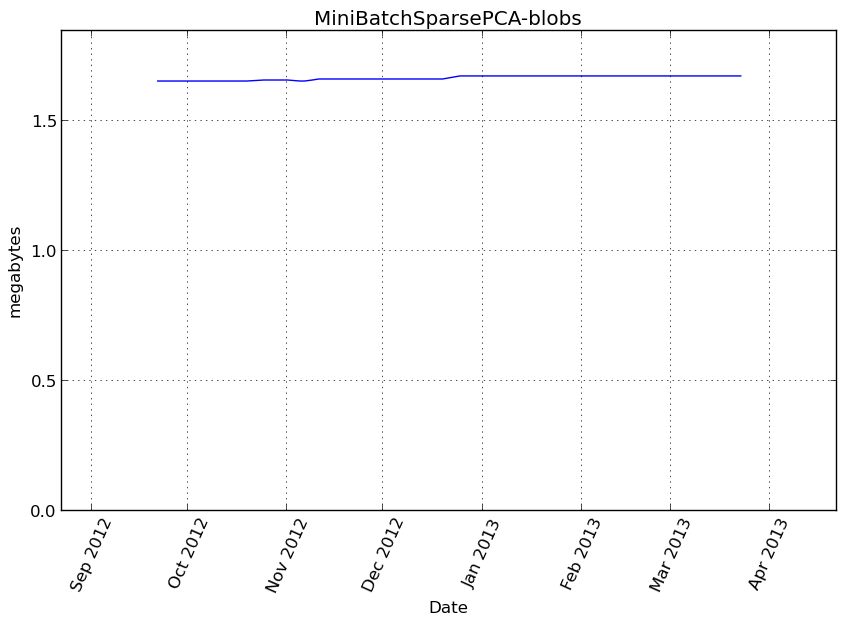 MiniBatchSparsePCA-blobs
megabytes
1.5
1.0
0.5
0.0
Sep 2012
Oct 2012
Nov 2012
Dec 2012
Jan 2013
Feb 2013
Mar 2013
Apr 2013
Date